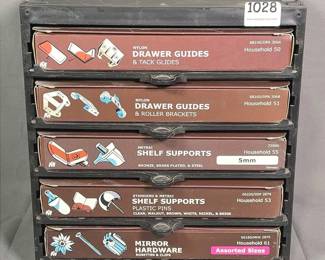 1028
NYLON
DRAWER GUIDES
& TACK GLIDES
Household 50
NYLON
DRAWER GUIDES
& ROLLER BRACKETS
Household 51
METRIC
SHELF SUPPORTS
BRONZE, BRASS PLATED, & STEEL
Household 55
5mm
STANDARD & METRIC
SHELF SUPPORTS
PLASTIC PINS
CLEAR, WALNUT, BROWN, WHITE, NICKEL, & BEIGE
Household 53
MIRROR
HARDWARE
ROSETTES & CLIPS
Household 61
Assorted Sizes